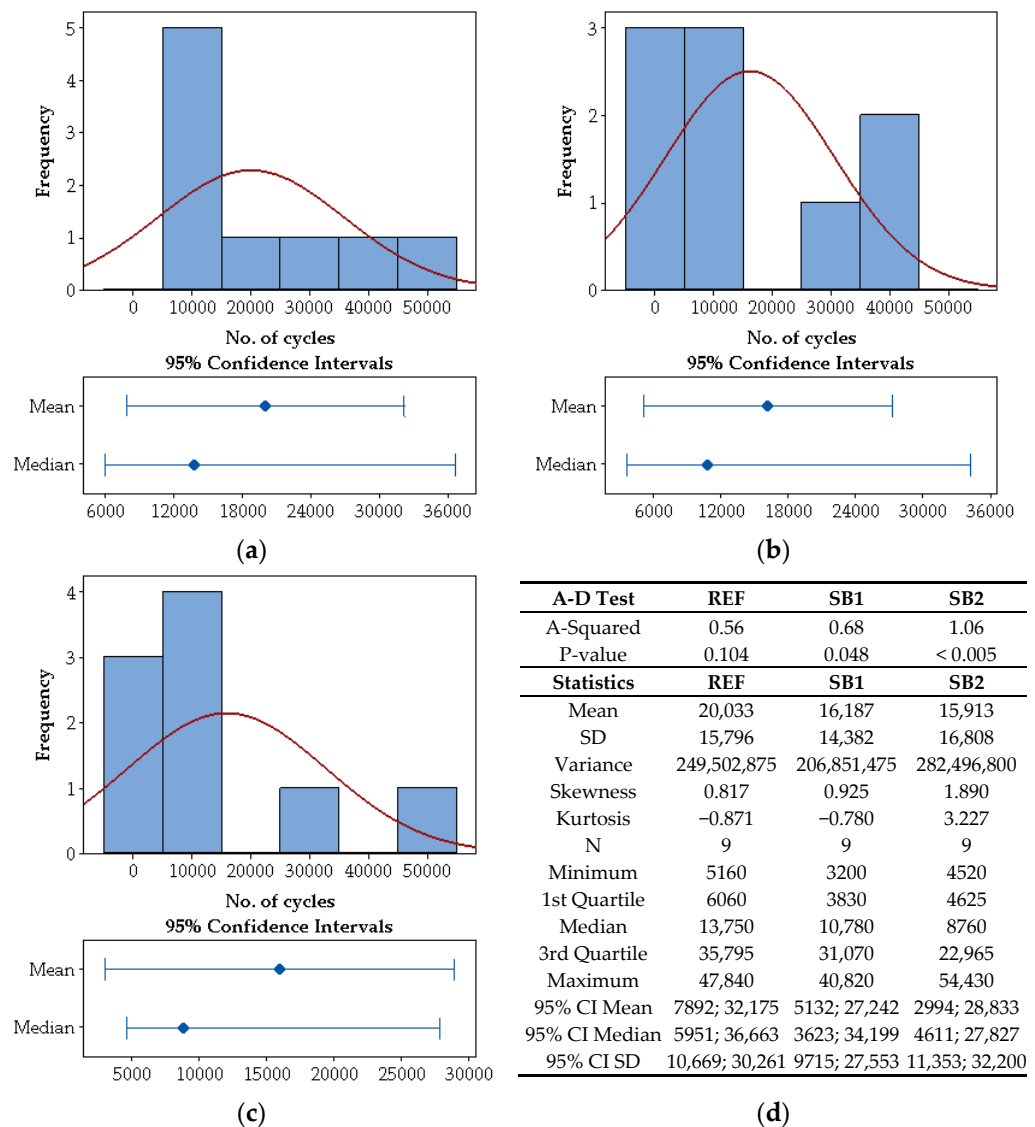 5
4
3
2
1
0
Frequency
0 10000 20000 30000 40000 50000
No. of cycles
95% Confidence Intervals
Mean
Median
6000 12000 18000 24000 30000 36000
(a)
3
2
1
0
Frequency
0 10000 20000 30000 40000 50000
No. of cycles
95% Confidence Intervals
Mean
Median
6000 12000 18000 24000 30000 36000
(b)
4
3
2
1
0
Frequency
0 10000 20000 30000 40000 50000
No. of cycles
95% Confidence Intervals
Mean
Median
5000 10000 15000 20000 25000 30000
(c)
A-D Test REF SB1 SB2
A-Squared 0.56 0.68 1.06
P-value 0.104 0.048 < 0.005
Statistics REF SB1 SB2
Mean 20,033 16,187 15,913
SD 15,796 14,382 16,808
Variance 249,502,875 206,851,475 282,496,800
Skewness 0.817 0.925 1.890
Kurtosis −0.871 −0.780 3.227
N 9 9 9
Minimum 5160 3200 4520
1st Quartile 6060 3830 4625
Median 13,750 10,780 8760
3rd Quartile 35,795 31,070 22,965
Maximum 47,840 40,820 54,430
95% CI Mean 7892; 32,175 5132; 27,242 2994; 28,833
95% CI Median 5951; 36,663 3623; 34,199 4611; 27,827
95% CI SD 10,669; 30,261 9715; 27,553 11,353; 32,200
(d)